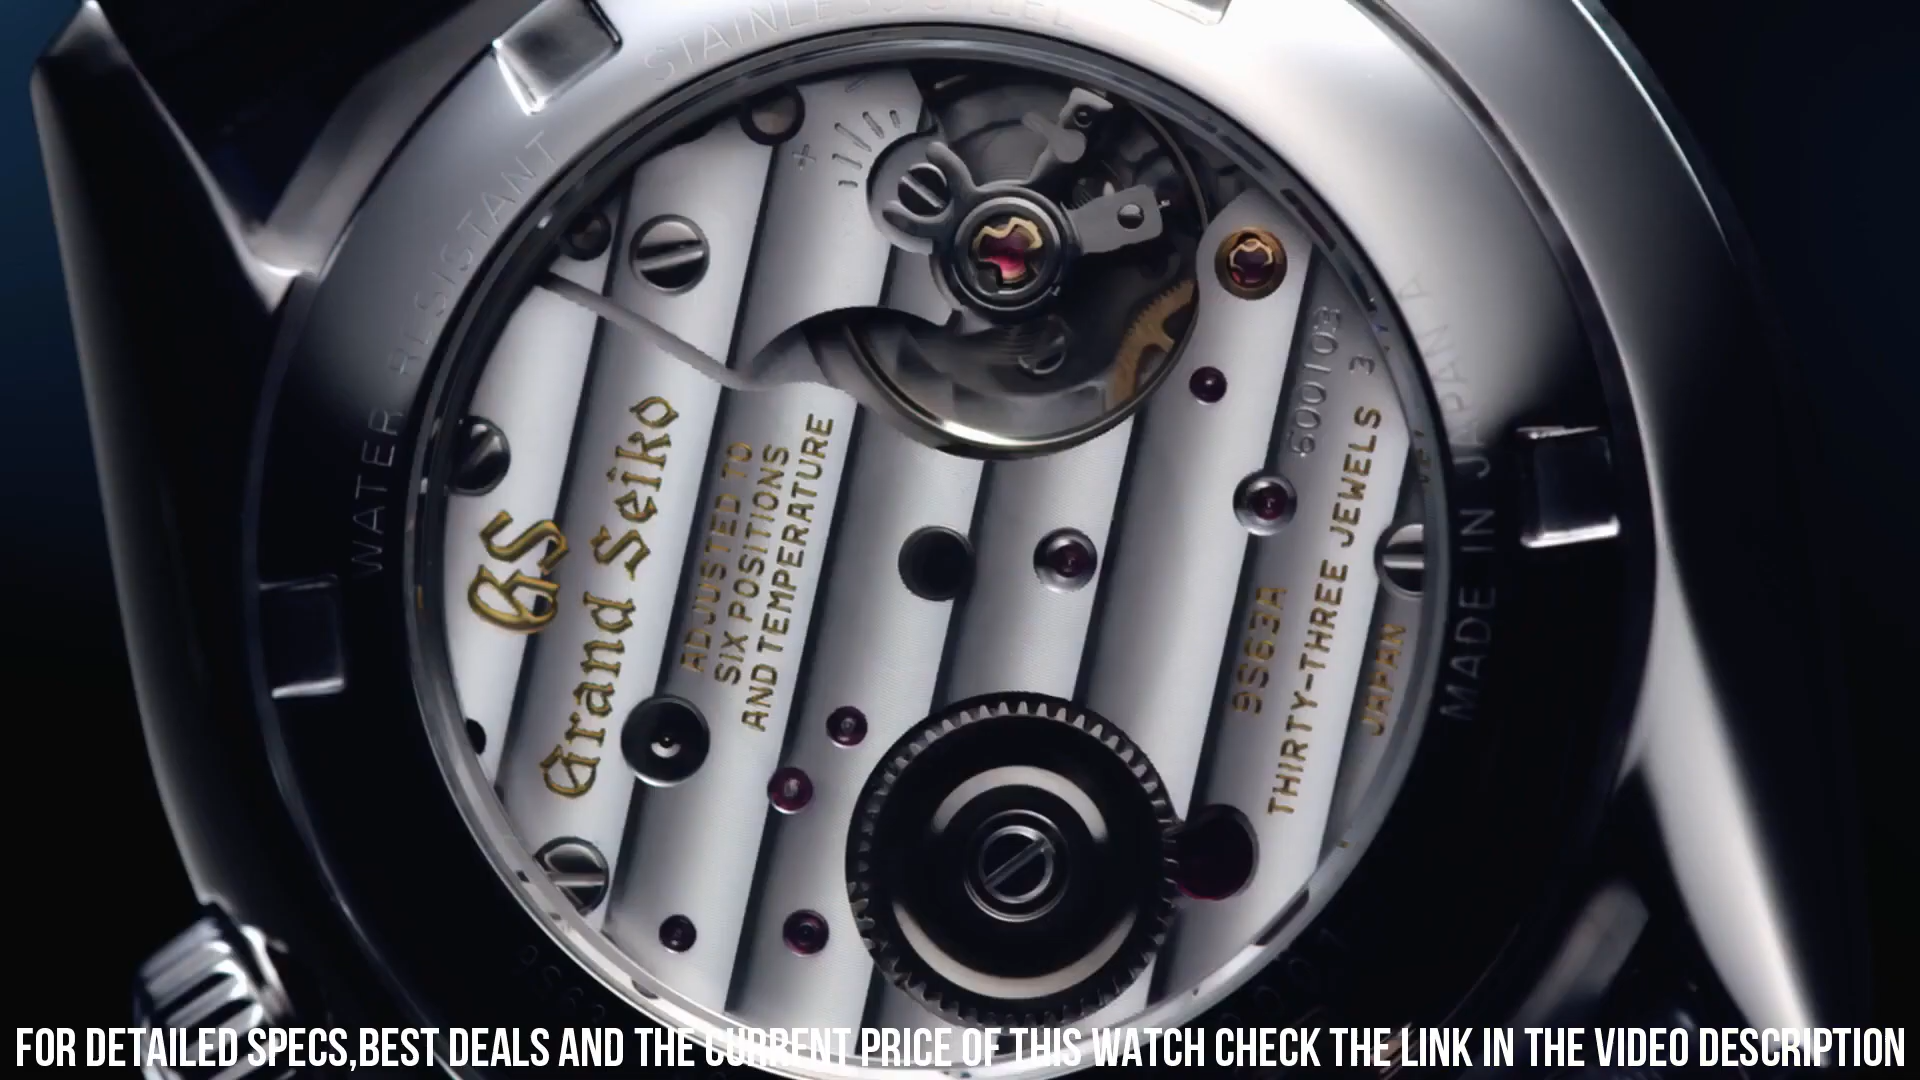 STAINLESS STEEL
WATER RESISTANT
GS
Grand Seiko
ADJUSTED TO
SIX POSITIONS
AND TEMPERATURE
600103
9S63A
THIRTY-THREE JEWELS 3
JAPAN
MADE IN JAPAN A
+
FOR DETAILED SPECS,BEST DEALS AND THE CURRENT PRICE OF THIS WATCH CHECK THE LINK IN THE VIDEO DESCRIPTION